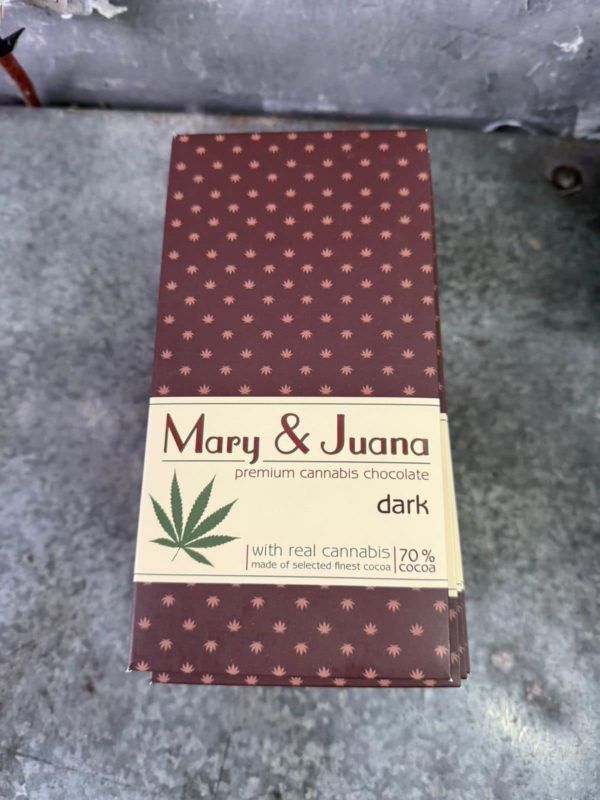 Mary & Juana
premium cannabis chocolate
dark
with real cannabis
made of selected finest cocoa
70%
cocoa